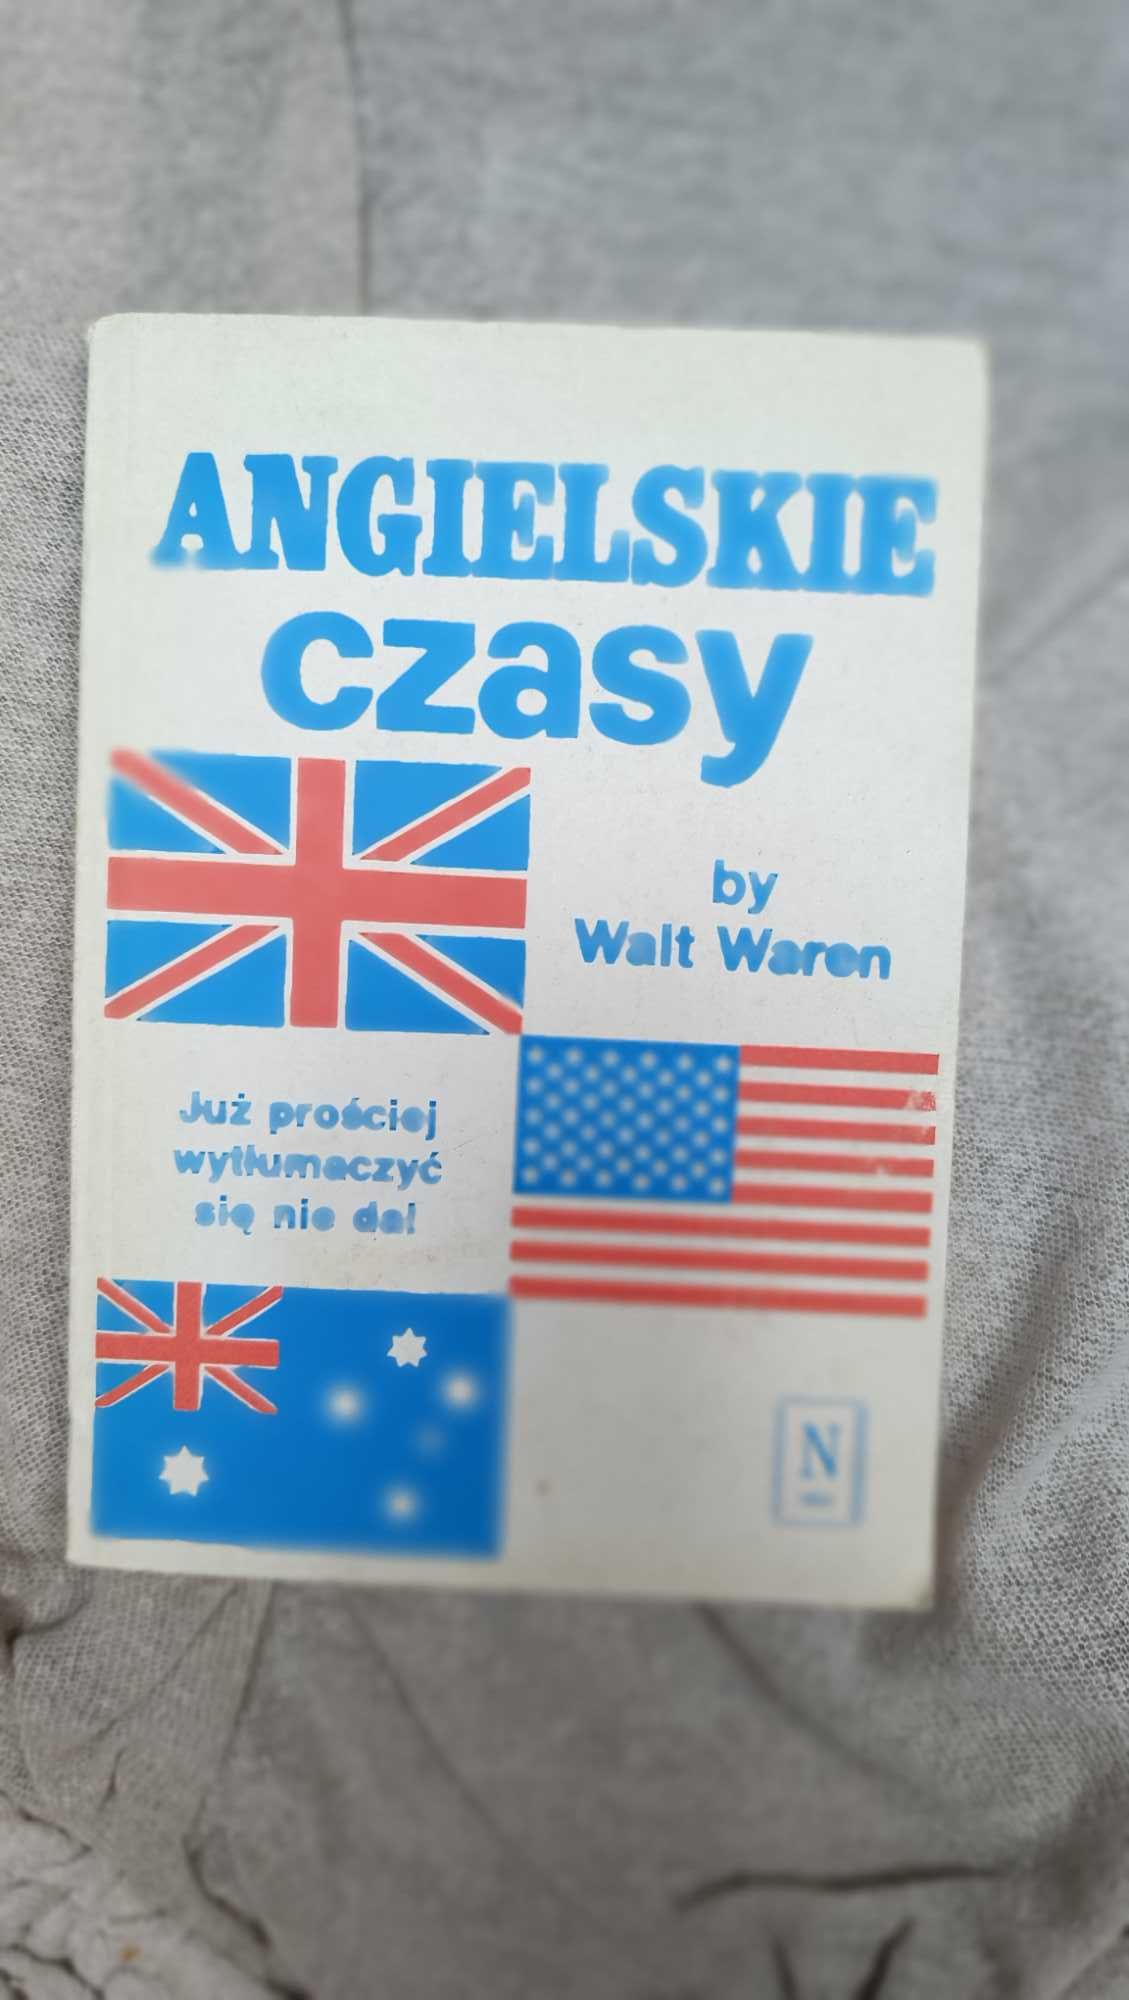 ANGIELSKIE
czasy
by
Walt Waren
Już prościej
wytłumaczyć
się nie da!
N